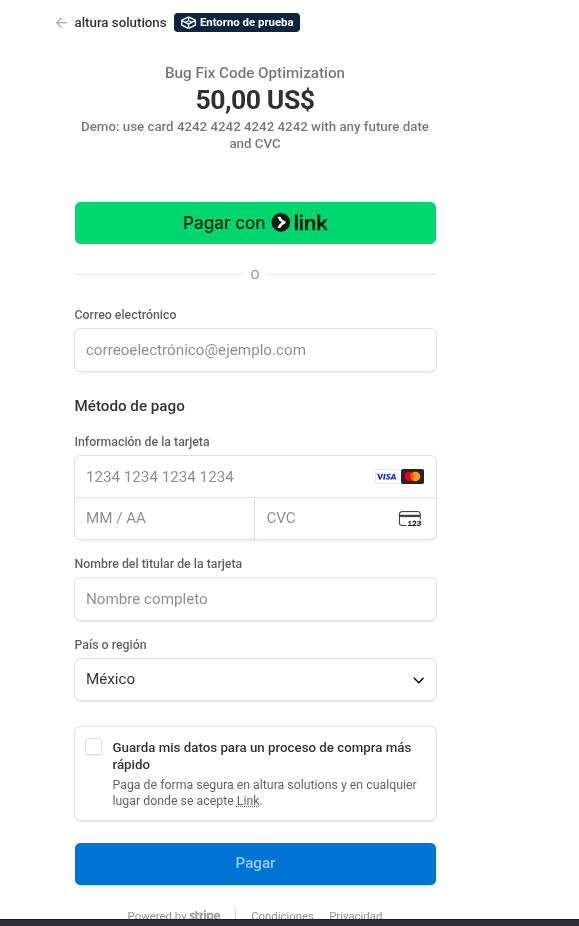 altura solutions Entorno de prueba
Bug Fix Code Optimization
50,00 US$
Demo: use card 4242 4242 4242 4242 with any future date
and CVC
Pagar con link
O
Correo electrónico
correoelectrónico@ejemplo.com
Método de pago
Información de la tarjeta
1234 1234 1234 1234 VISA
MM / AA CVC 123
Nombre del titular de la tarjeta
Nombre completo
País o región
México
Guarda mis datos para un proceso de compra más
rápido
Paga de forma segura en altura solutions y en cualquier
lugar donde se acepte Link.
Pagar
Powered by stripe Condiciones Privacidad